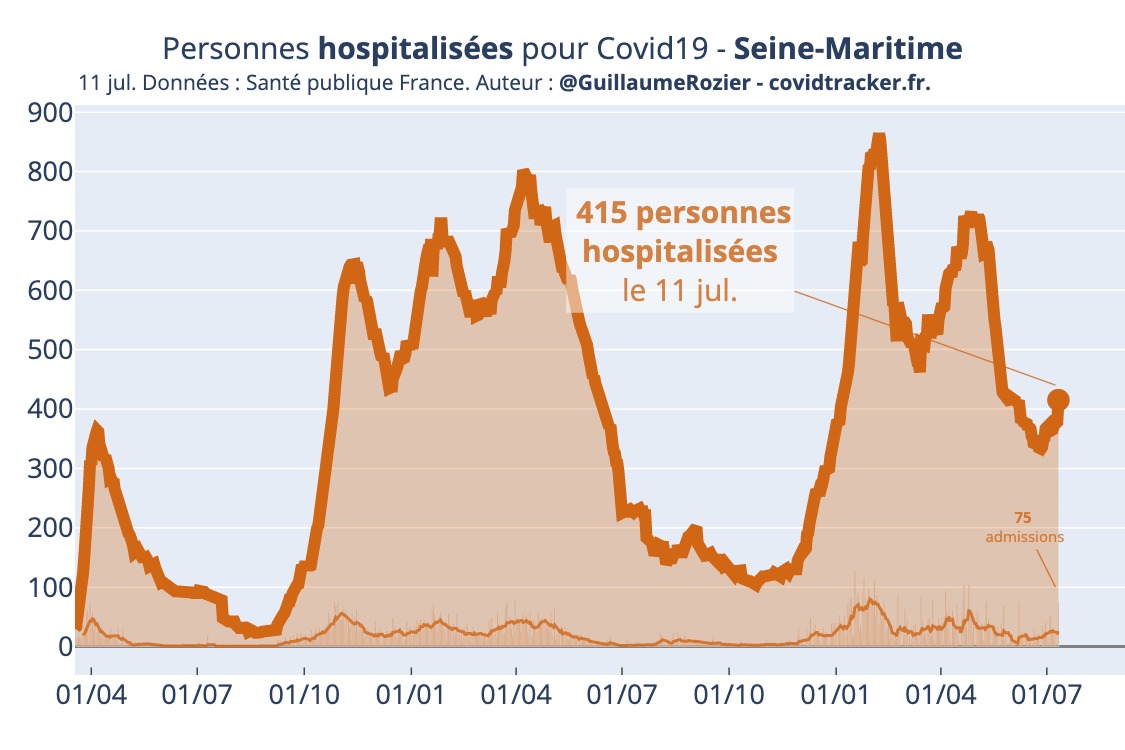 Personnes hospitalisées pour Covid19 - Seine-Maritime
11 jul. Données : Santé publique France. Auteur : @GuillaumeRozier - covidtracker.fr.
900
800
700
600
500
400
300
200
100
0
415 personnes
hospitalisées
le 11 jul.
75
admissions
01/04 01/07 01/10 01/01 01/04 01/07 01/10 01/01 01/04 01/07